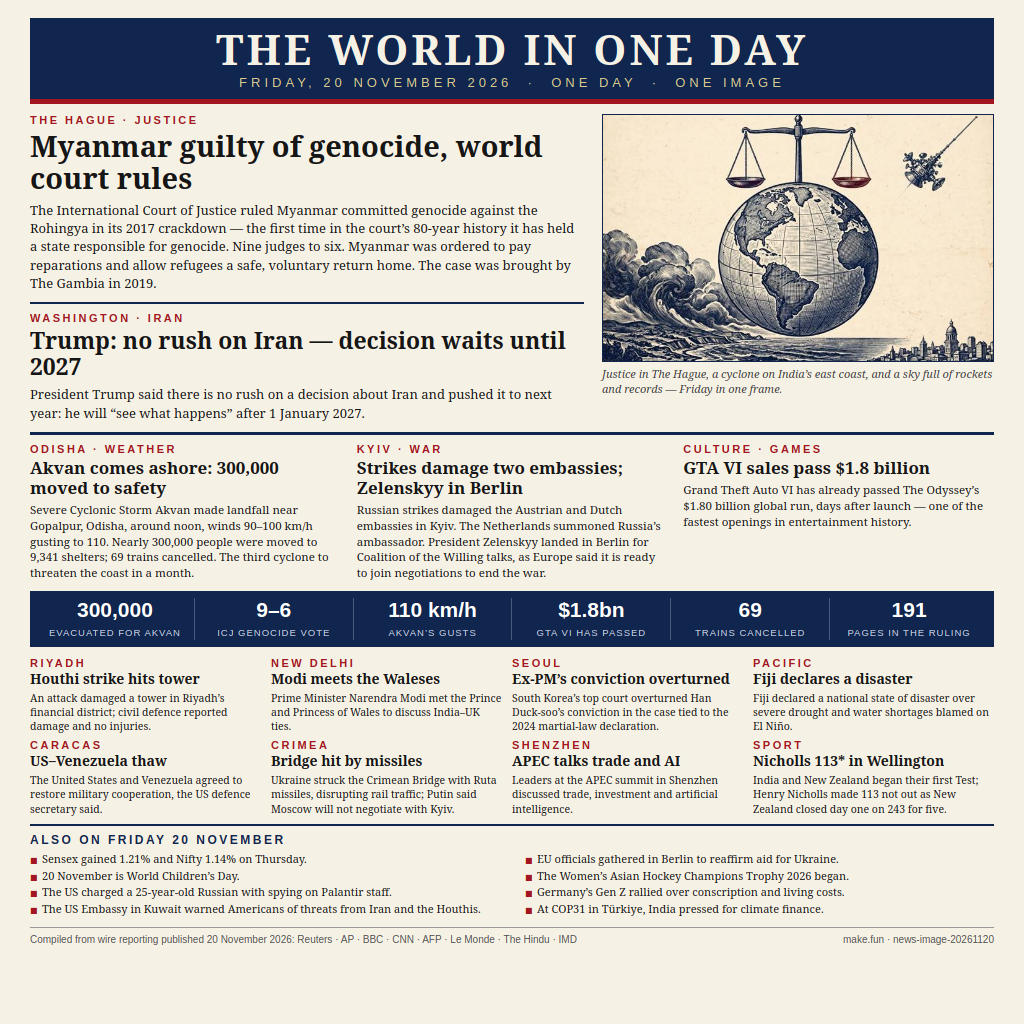 THE WORLD IN ONE DAY
FRIDAY, 20 NOVEMBER 2026 · ONE DAY · ONE IMAGE
THE HAGUE · JUSTICE
Myanmar guilty of genocide, world
court rules
The International Court of Justice ruled Myanmar committed genocide against the
Rohingya in its 2017 crackdown — the first time in the court’s 80-year history it has held
a state responsible for genocide. Nine judges to six. Myanmar was ordered to pay
reparations and allow refugees a safe, voluntary return home. The case was brought by
The Gambia in 2019.
WASHINGTON · IRAN
Trump: no rush on Iran — decision waits until
2027
President Trump said there is no rush on a decision about Iran and pushed it to next
year: he will “see what happens” after 1 January 2027.
Justice in The Hague, a cyclone on India’s east coast, and a sky full of rockets
and records — Friday in one frame.
ODISHA · WEATHER
Akvan comes ashore: 300,000
moved to safety
Severe Cyclonic Storm Akvan made landfall near
Gopalpur, Odisha, around noon, winds 90–100 km/h
gusting to 110. Nearly 300,000 people were moved to
9,341 shelters; 69 trains cancelled. The third cyclone to
threaten the coast in a month.
KYIV · WAR
Strikes damage two embassies;
Zelenskyy in Berlin
Russian strikes damaged the Austrian and Dutch
embassies in Kyiv. The Netherlands summoned Russia’s
ambassador. President Zelenskyy landed in Berlin for
Coalition of the Willing talks, as Europe said it is ready
to join negotiations to end the war.
CULTURE · GAMES
GTA VI sales pass $1.8 billion
Grand Theft Auto VI has already passed The Odyssey’s
$1.80 billion global run, days after launch — one of the
fastest openings in entertainment history.
300,000
EVACUATED FOR AKVAN
9–6
ICJ GENOCIDE VOTE
110 km/h
AKVAN’S GUSTS
$1.8bn
GTA VI HAS PASSED
69
TRAINS CANCELLED
191
PAGES IN THE RULING
RIYADH
Houthi strike hits tower
An attack damaged a tower in Riyadh’s
financial district; civil defence reported
damage and no injuries.
NEW DELHI
Modi meets the Waleses
Prime Minister Narendra Modi met the Prince
and Princess of Wales to discuss India–UK
ties.
SEOUL
Ex-PM’s conviction overturned
South Korea’s top court overturned Han
Duck-soo’s conviction in the case tied to the
2024 martial-law declaration.
PACIFIC
Fiji declares a disaster
Fiji declared a national state of disaster over
severe drought and water shortages blamed on
El Niño.
CARACAS
US–Venezuela thaw
The United States and Venezuela agreed to
restore military cooperation, the US defence
secretary said.
CRIMEA
Bridge hit by missiles
Ukraine struck the Crimean Bridge with Ruta
missiles, disrupting rail traffic; Putin said
Moscow will not negotiate with Kyiv.
SHENZHEN
APEC talks trade and AI
Leaders at the APEC summit in Shenzhen
discussed trade, investment and artificial
intelligence.
SPORT
Nicholls 113* in Wellington
India and New Zealand began their first Test;
Henry Nicholls made 113 not out as New
Zealand closed day one on 243 for five.
ALSO ON FRIDAY 20 NOVEMBER
■ Sensex gained 1.21% and Nifty 1.14% on Thursday.
■ 20 November is World Children’s Day.
■ The US charged a 25-year-old Russian with spying on Palantir staff.
■ The US Embassy in Kuwait warned Americans of threats from Iran and the Houthis.
■ EU officials gathered in Berlin to reaffirm aid for Ukraine.
■ The Women’s Asian Hockey Champions Trophy 2026 began.
■ Germany’s Gen Z rallied over conscription and living costs.
■ At COP31 in Türkiye, India pressed for climate finance.
Compiled from wire reporting published 20 November 2026: Reuters · AP · BBC · CNN · AFP · Le Monde · The Hindu · IMD
make.fun · news-image-20261120